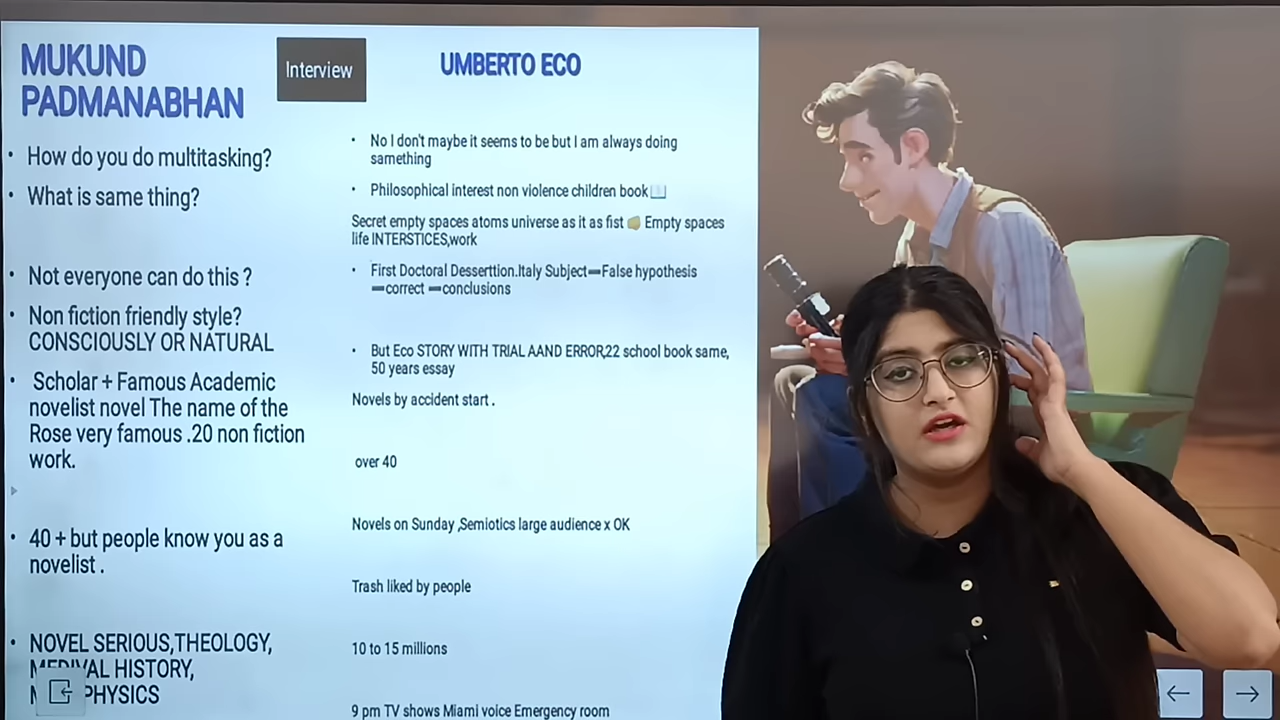 MUKUND
PADMANABHAN
Interview
UMBERTO ECO
• How do you do multitasking?
• What is same thing?
• Not everyone can do this ?
• Non fiction friendly style?
CONSCIOUSLY OR NATURAL
• Scholar + Famous Academic
novelist novel The name of the
Rose very famous .20 non fiction
work.
• 40 + but people know you as a
novelist .
• NOVEL SERIOUS,THEOLOGY,
MEDIVAL HISTORY,
PHYSICS
• No I don't maybe it seems to be but I am always doing
samething
• Philosophical interest non violence children book📖
Secret empty spaces atoms universe as it as fist 🤛 Empty spaces
life INTERSTICES,work
• First Doctoral Desserttion.Italy Subject➖False hypothesis
➖correct ➖conclusions
• But Eco STORY WITH TRIAL AAND ERROR,22 school book same,
50 years essay
Novels by accident start .
over 40
Novels on Sunday ,Semiotics large audience x OK
Trash liked by people
10 to 15 millions
9 pm TV shows Miami voice Emergency room